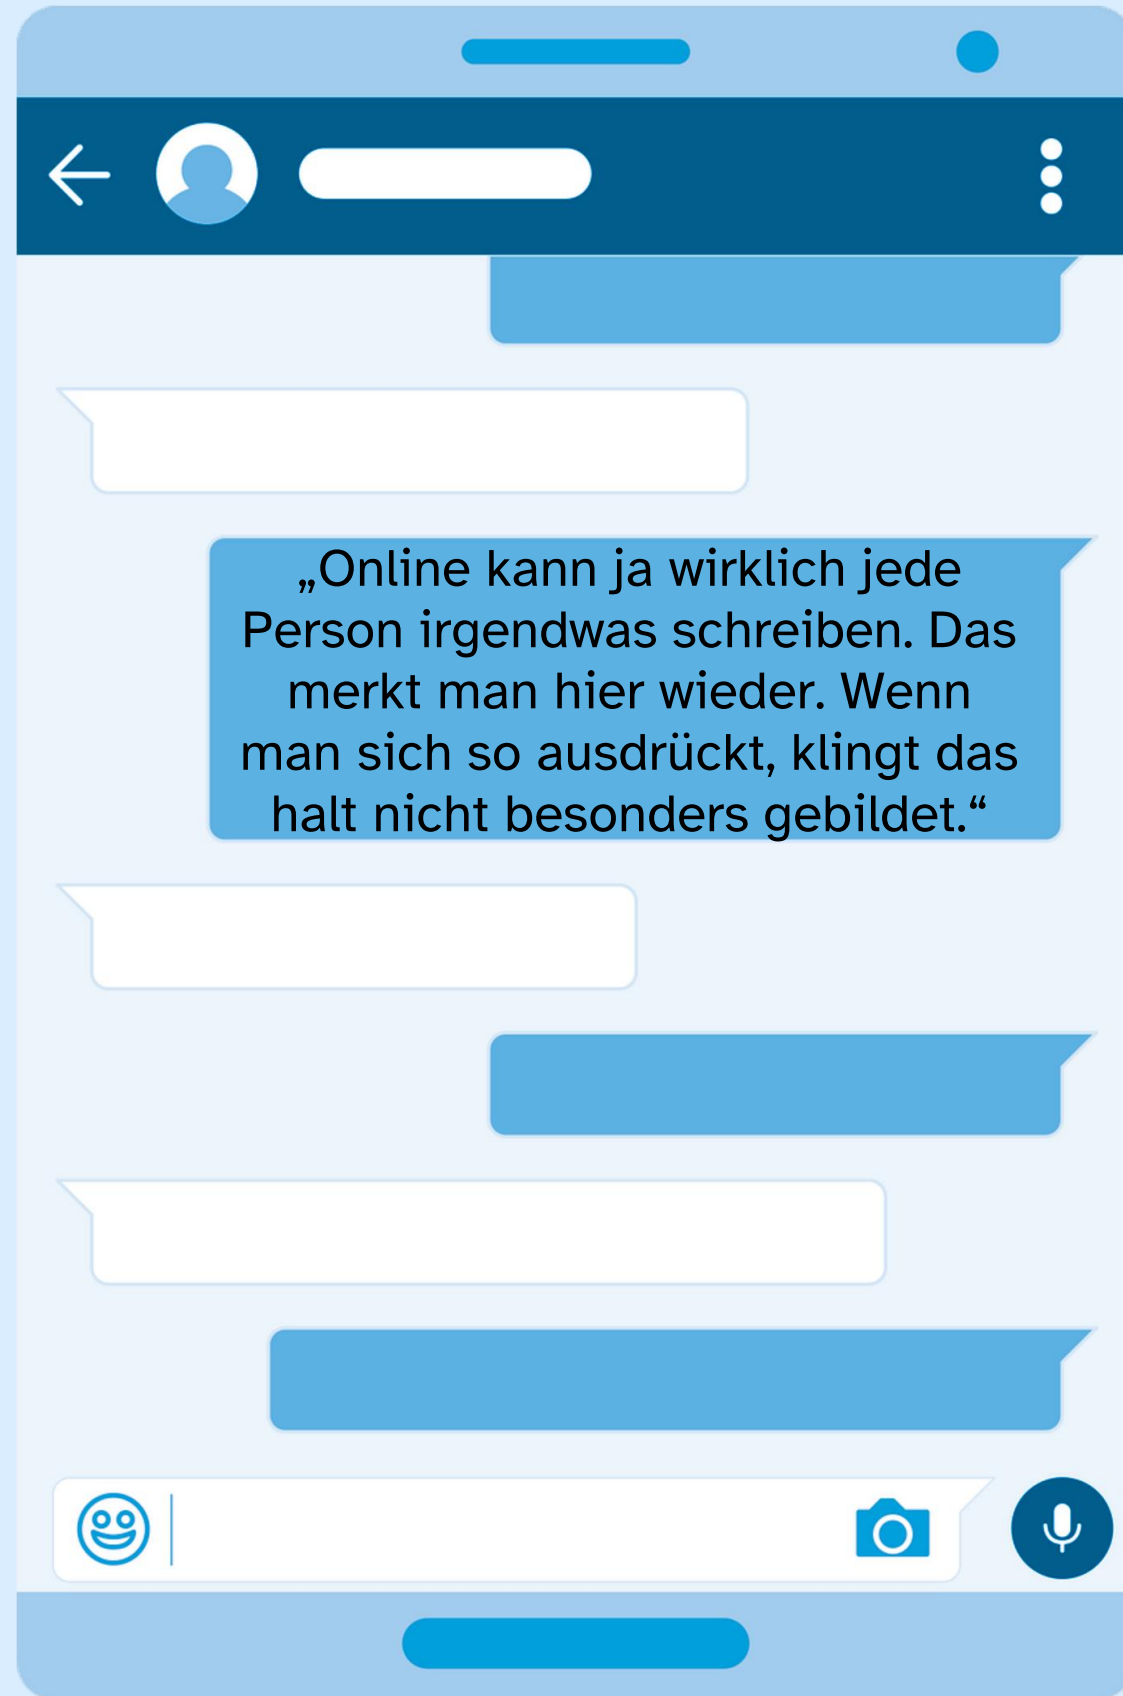 „Online kann ja wirklich jede
Person irgendwas schreiben. Das
merkt man hier wieder. Wenn
man sich so ausdrückt, klingt das
halt nicht besonders gebildet.“